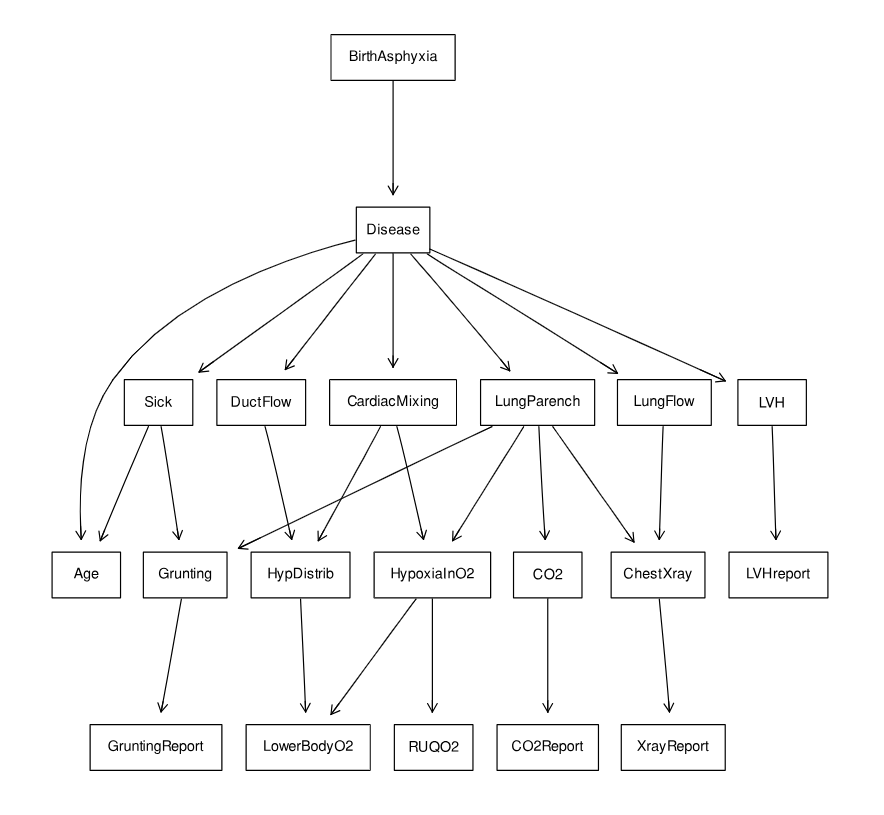 BirthAsphyxia
Disease
Sick
DuctFlow
CardiacMixing
LungParench
LungFlow
LVH
Age
Grunting
HypDistrib
HypoxiaInO2
CO2
ChestXray
LVHreport
GruntingReport
LowerBodyO2
RUQO2
CO2Report
XrayReport